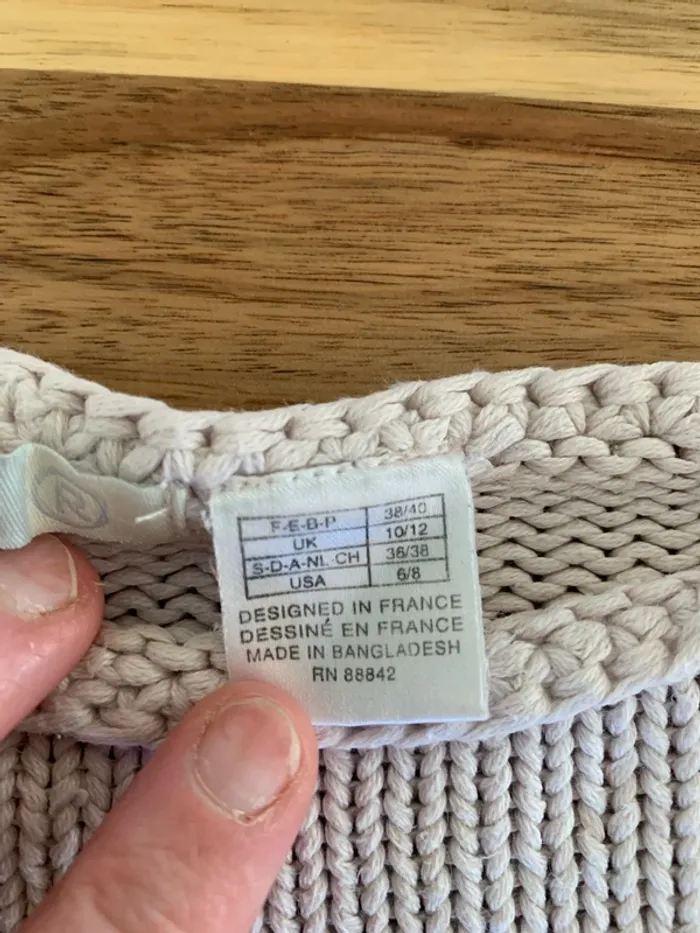 R
F-E-B-P 38/40
UK 10/12
S-D-A-NL-CH 36/38
USA 6/8
DESIGNED IN FRANCE
DESSINÉ EN FRANCE
MADE IN BANGLADESH
RN 88842